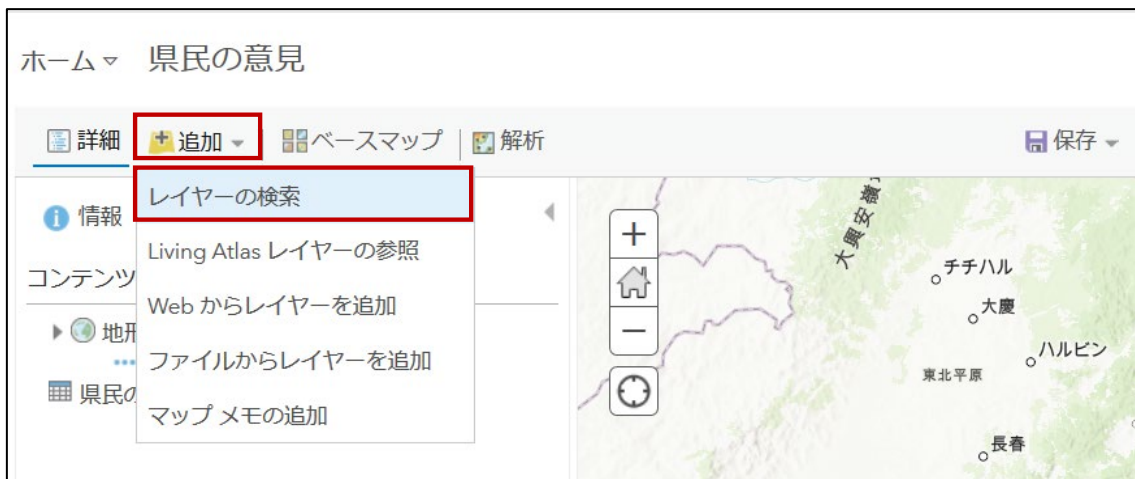 ホーム 県民の意見
詳細 追加 ベースマップ 解析 保存
レイヤーの検索
情報
Living Atlas レイヤーの参照
コンテンツ
Web からレイヤーを追加
地形
ファイルからレイヤーを追加
県民の
マップ メモの追加
大興安嶺
チチハル
大慶
ハルビン
東北平原
長春